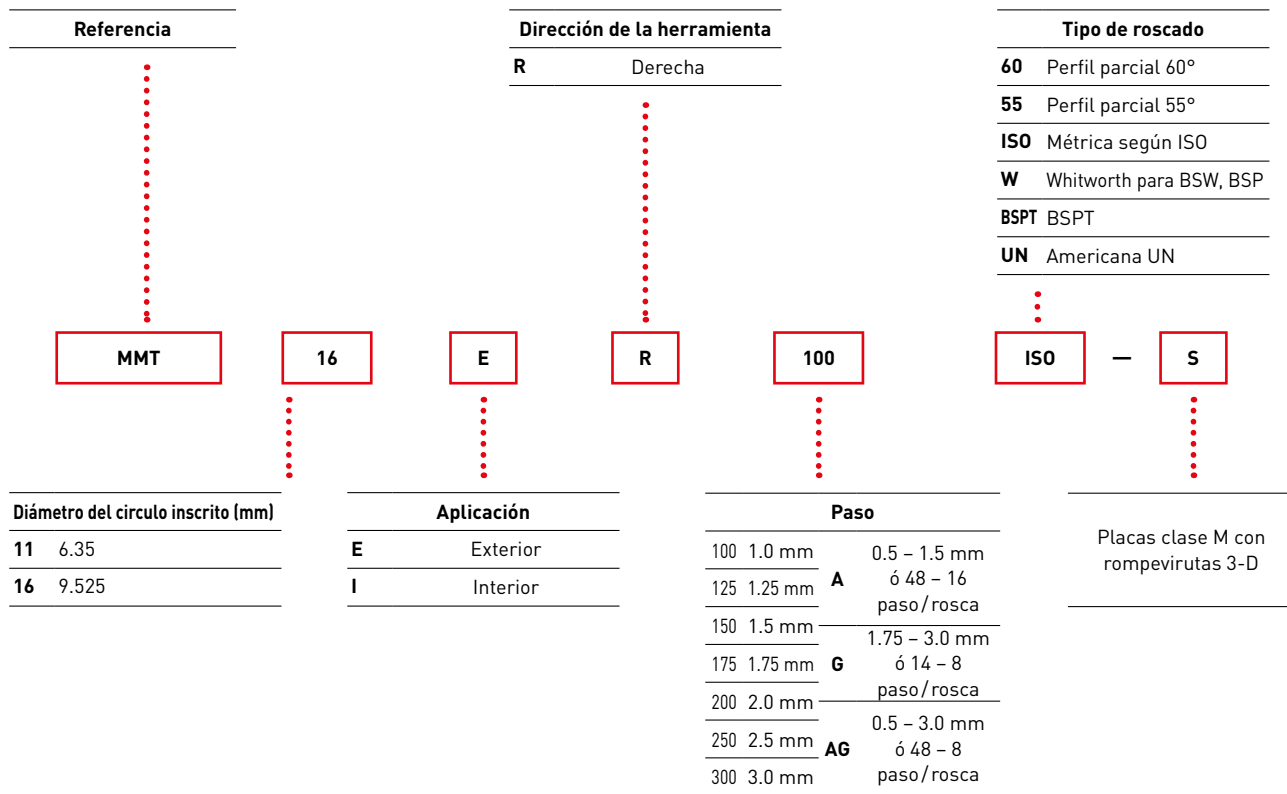 Referencia
Dirección de la herramienta
R Derecha
Tipo de roscado
60 Perfil parcial 60°
55 Perfil parcial 55°
ISO Métrica según ISO
W Whitworth para BSW, BSP
BSPT BSPT
UN Americana UN
MMT 16 E R 100 ISO — S
Diámetro del circulo inscrito (mm)
11 6.35
16 9.525
Aplicación
E Exterior
I Interior
Paso
100 1.0 mm
125 1.25 mm
150 1.5 mm
175 1.75 mm
200 2.0 mm
250 2.5 mm
300 3.0 mm
A
0.5 – 1.5 mm
ó 48 – 16
paso/rosca
G
1.75 – 3.0 mm
ó 14 – 8
paso/rosca
AG
0.5 – 3.0 mm
ó 48 – 8
paso/rosca
Placas clase M con
rompevirutas 3-D